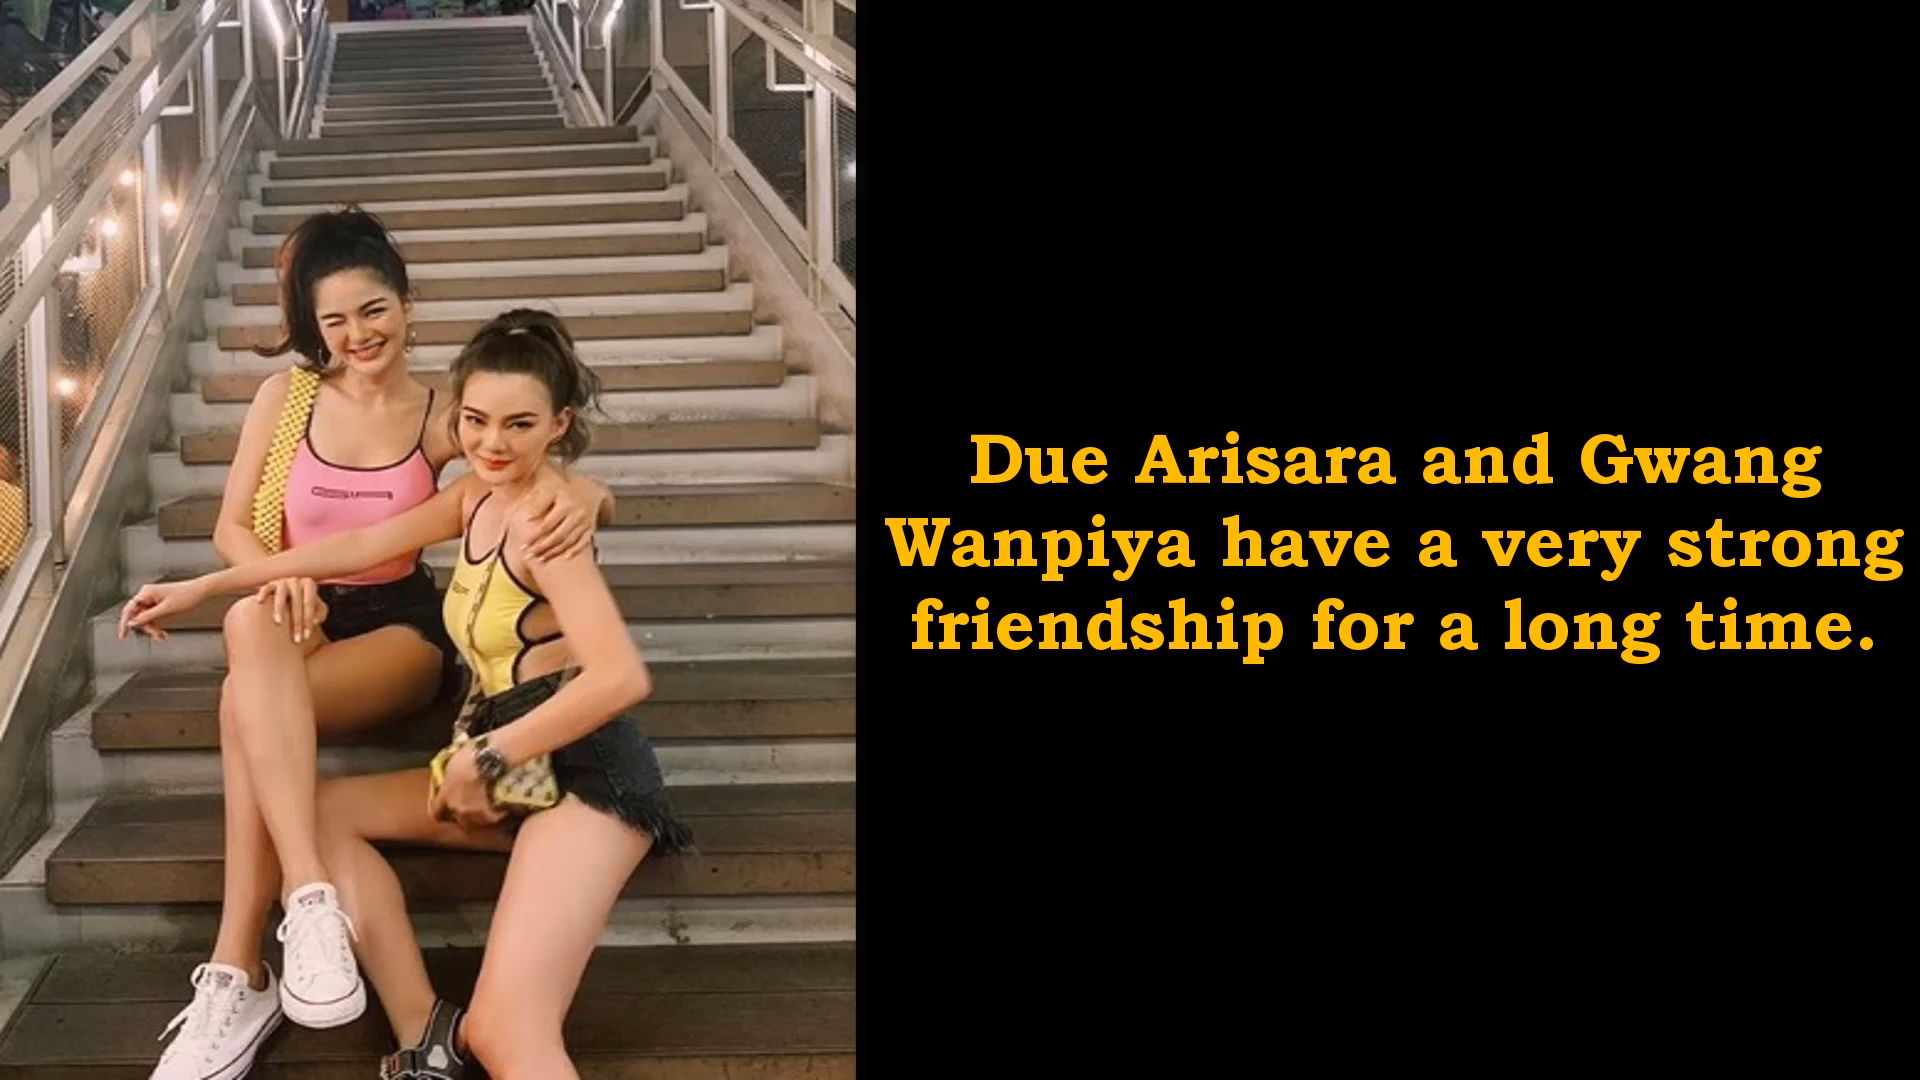 Due Arisara and Gwang
Wanpiya have a very strong
friendship for a long time.